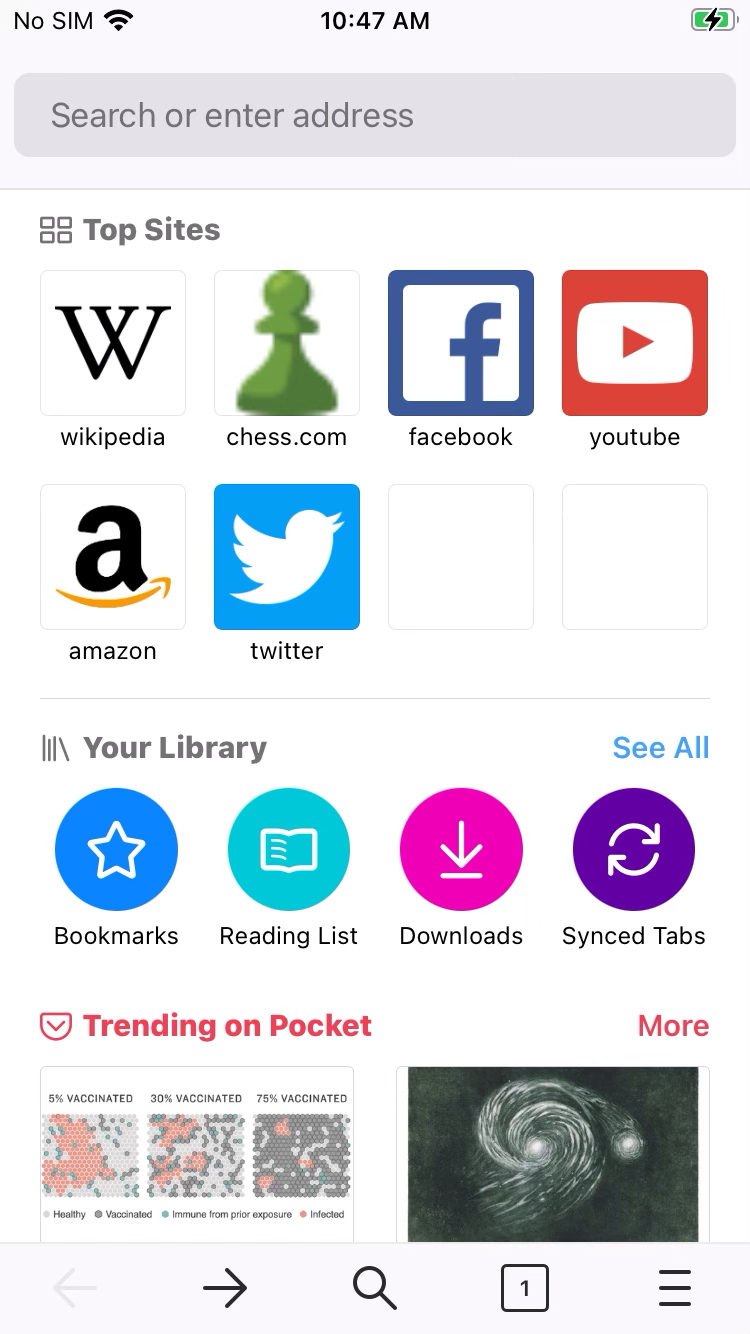 No SIM 10:47 AM
Search or enter address
Top Sites
wikipedia chess.com facebook youtube
amazon twitter
Your Library See All
Bookmarks Reading List Downloads Synced Tabs
Trending on Pocket More
5% VACCINATED 30% VACCINATED 75% VACCINATED
Healthy Vaccinated Immune from prior exposure Infected
1